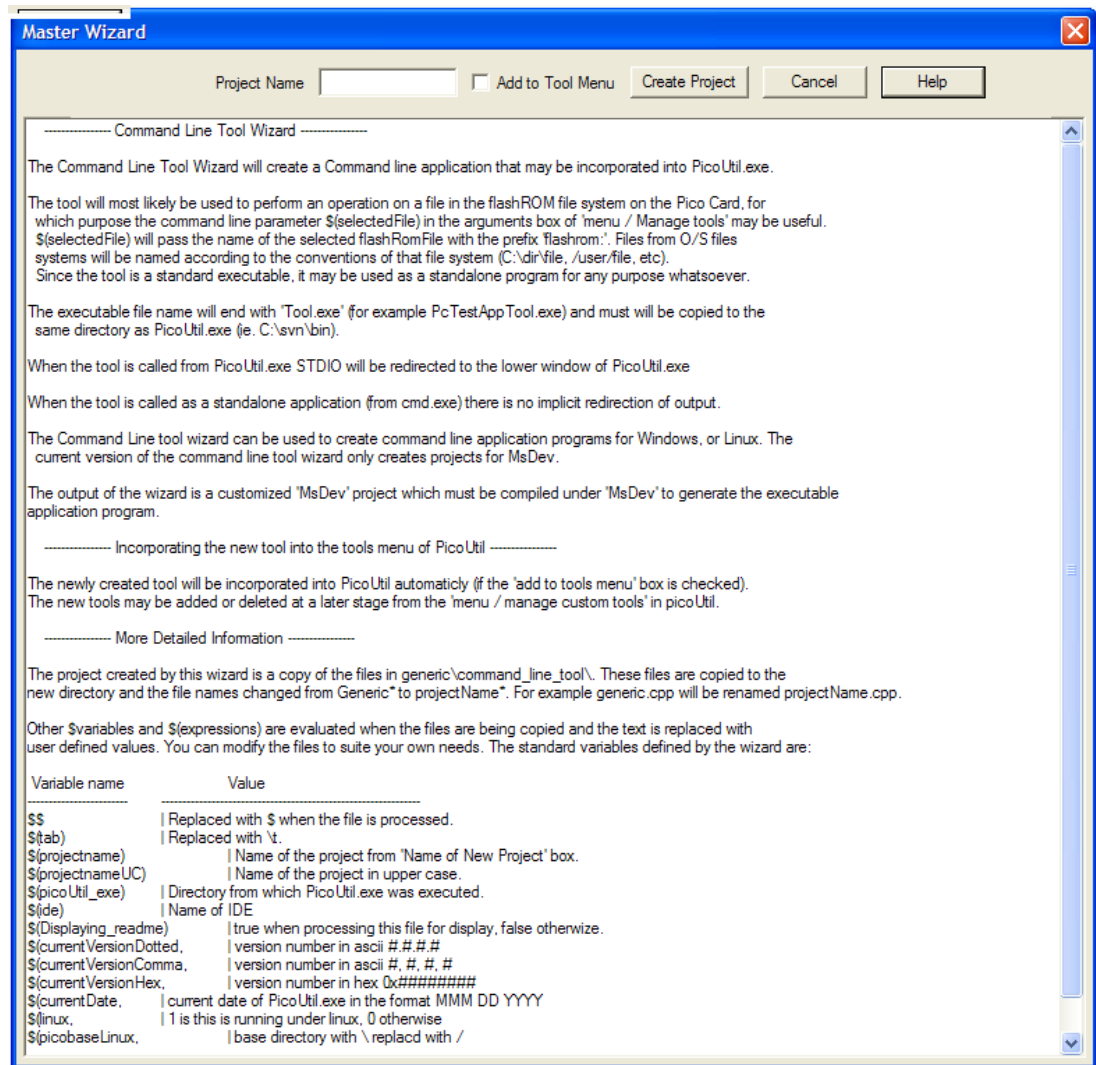 Master Wizard
Project Name Add to Tool Menu Create Project Cancel Help
---------------- Command Line Tool Wizard ----------------
The Command Line Tool Wizard will create a Command line application that may be incorporated into PicoUtil.exe.
The tool will most likely be used to perform an operation on a file in the flashROM file system on the Pico Card, for
which purpose the command line parameter $(selectedFile) in the arguments box of 'menu / Manage tools' may be useful.
$(selectedFile) will pass the name of the selected flashRomFile with the prefix 'flashrom:'. Files from O/S files
systems will be named according to the conventions of that file system (C:\dir\file, /user/file, etc).
Since the tool is a standard executable, it may be used as a standalone program for any purpose whatsoever.
The executable file name will end with 'Tool.exe' (for example PcTestAppTool.exe) and must will be copied to the
same directory as PicoUtil.exe (ie. C:\svn\bin).
When the tool is called from PicoUtil.exe STDIO will be redirected to the lower window of PicoUtil.exe
When the tool is called as a standalone application (from cmd.exe) there is no implicit redirection of output.
The Command Line tool wizard can be used to create command line application programs for Windows, or Linux. The
current version of the command line tool wizard only creates projects for MsDev.
The output of the wizard is a customized 'MsDev' project which must be compiled under 'MsDev' to generate the executable
application program.
---------------- Incorporating the new tool into the tools menu of PicoUtil ----------------
The newly created tool will be incorporated into PicoUtil automaticly (if the 'add to tools menu' box is checked).
The new tools may be added or deleted at a later stage from the 'menu / manage custom tools' in picoUtil.
---------------- More Detailed Information ----------------
The project created by this wizard is a copy of the files in generic\command_line_tool\. These files are copied to the
new directory and the file names changed from Generic* to projectName*. For example generic.cpp will be renamed projectName.cpp.
Other $variables and $(expressions) are evaluated when the files are being copied and the text is replaced with
user defined values. You can modify the files to suite your own needs. The standard variables defined by the wizard are:
Variable name Value
------------------------ --------------------------------------------------------------
$$ | Replaced with $ when the file is processed.
$(tab) | Replaced with \t.
$(projectname) | Name of the project from 'Name of New Project' box.
$(projectnameUC) | Name of the project in upper case.
$(picoUtil_exe) | Directory from which PicoUtil.exe was executed.
$(ide) | Name of IDE
$(Displaying_readme) |true when processing this file for display, false otherwize.
$(currentVersionDotted, | version number in ascii #.#.#.#
$(currentVersionComma, | version number in ascii #, #, #, #
$(currentVersionHex, | version number in hex 0x########
$(currentDate, | current date of PicoUtil.exe in the format MMM DD YYYY
$(linux, | 1 is this is running under linux, 0 otherwise
$(picobaseLinux, | base directory with \ replacd with /